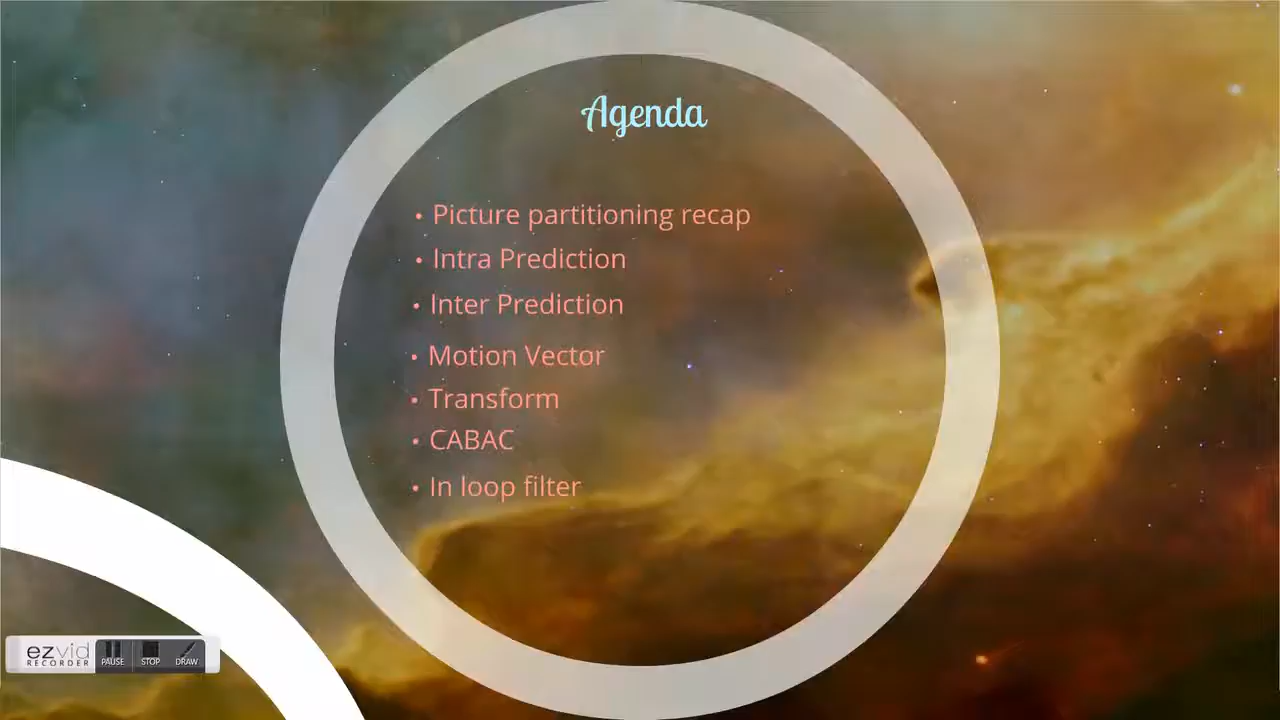 Agenda
• Picture partitioning recap
• Intra Prediction
• Inter Prediction
• Motion Vector
• Transform
• CABAC
• In loop filter
ezvid
RECORDER
PAUSE STOP DRAW